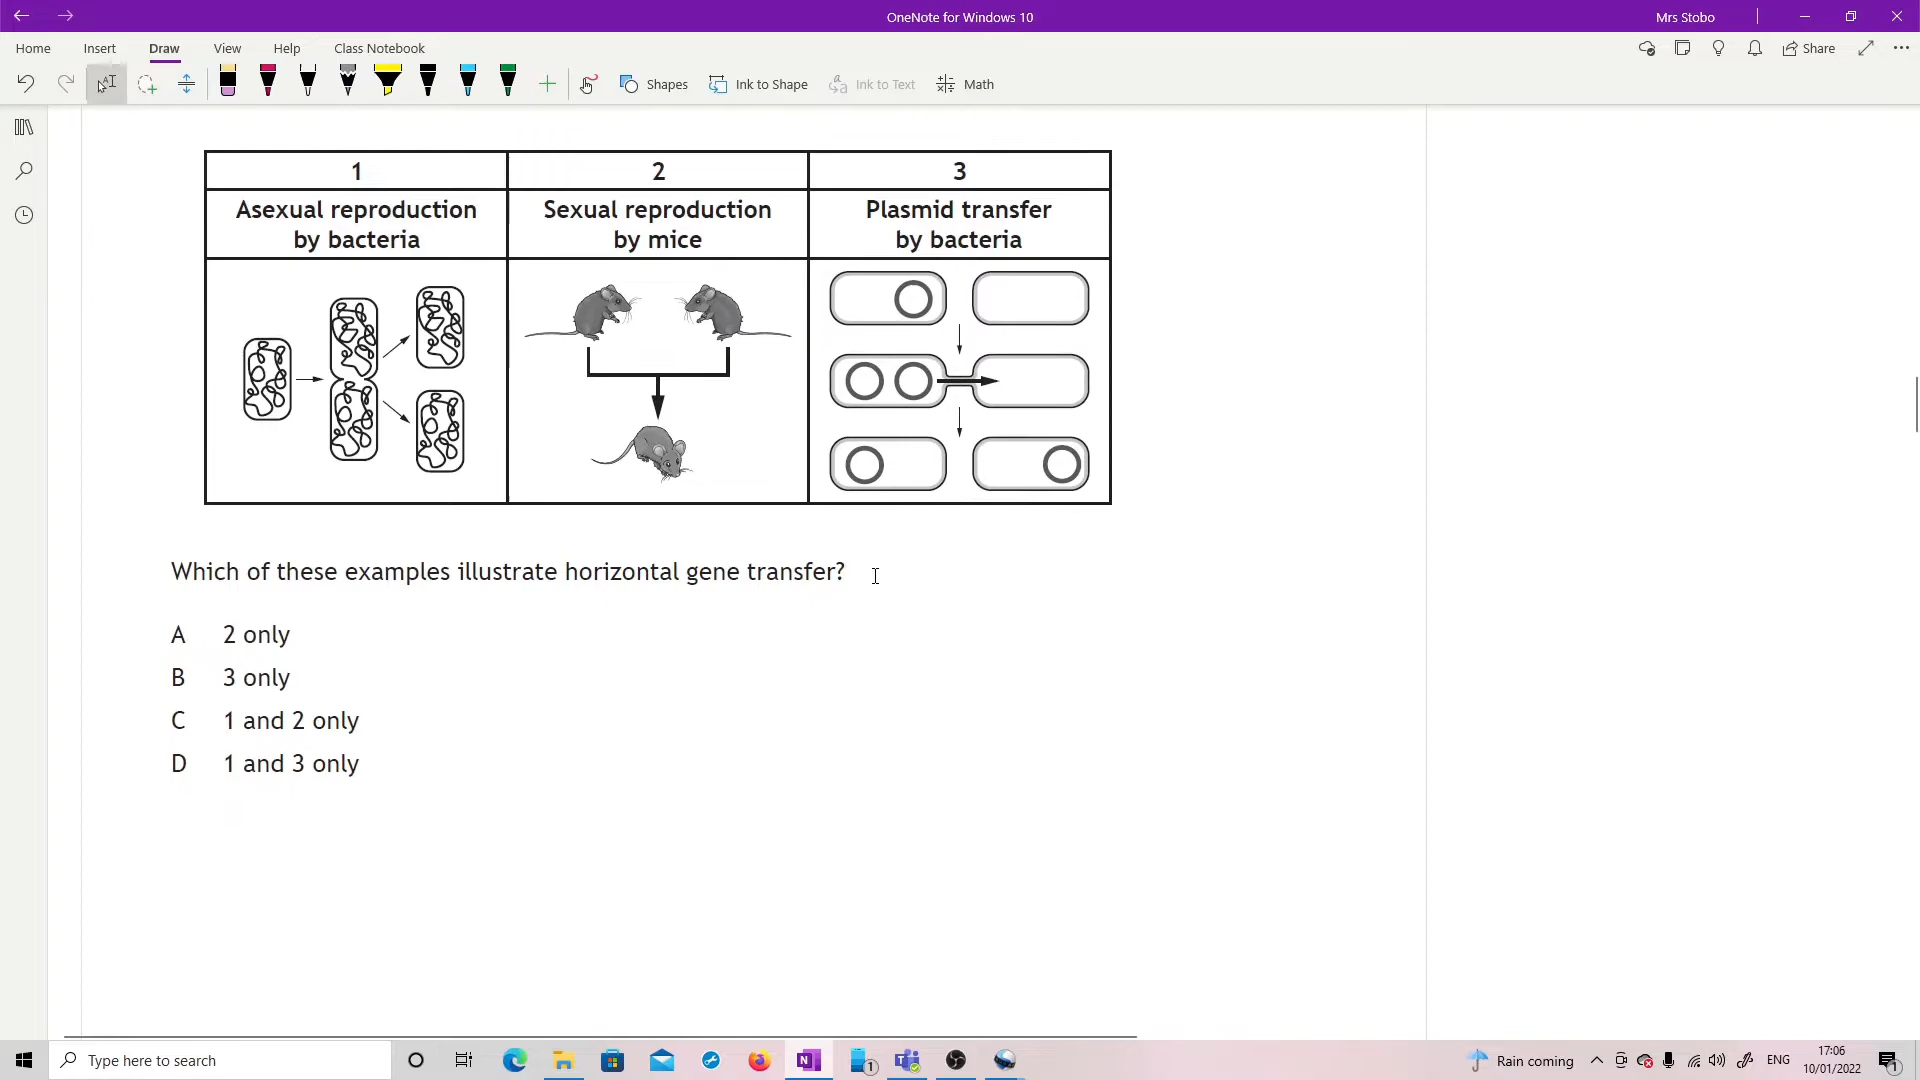 OneNote for Windows 10
Mrs Stobo
Home
Insert
Draw
View
Help
Class Notebook
Share
Shapes
Ink to Shape
Ink to Text
Math
1
2
3
Asexual reproduction
by bacteria
Sexual reproduction
by mice
Plasmid transfer
by bacteria
Which of these examples illustrate horizontal gene transfer?
A 2 only
B 3 only
C 1 and 2 only
D 1 and 3 only
Type here to search
Rain coming
ENG
17:06
10/01/2022